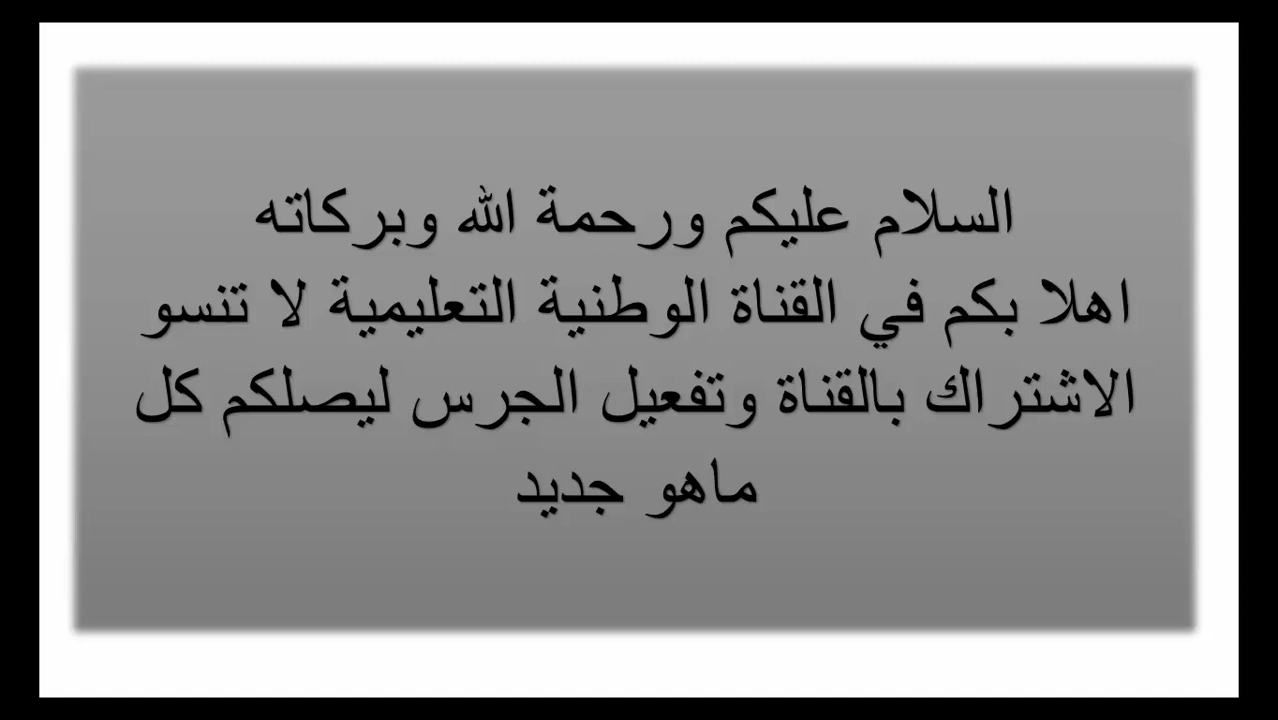 السلام عليكم ورحمة الله وبركاته
اهلا بكم في القناة الوطنية التعليمية لا تنسو
الاشتراك بالقناة وتفعيل الجرس ليصلكم كل
ماهو جديد